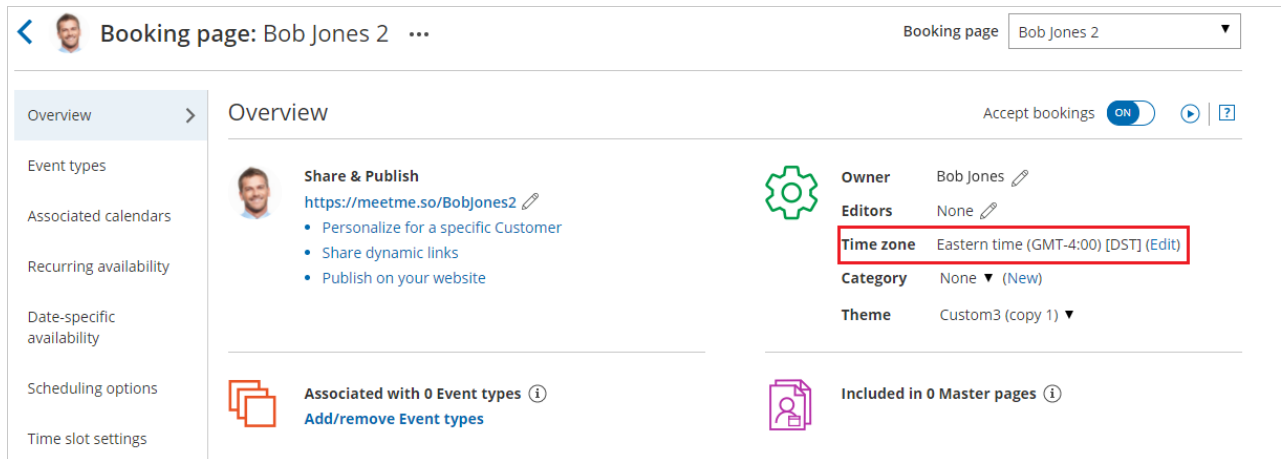 Booking page: Bob Jones 2 ...
Booking page Bob Jones 2
Overview
Event types
Associated calendars
Recurring availability
Date-specific
availability
Scheduling options
Time slot settings
Overview
Accept bookings ON
?
Share & Publish
https://meetme.so/BobJones2
• Personalize for a specific Customer
• Share dynamic links
• Publish on your website
Owner Bob Jones
Editors None
Time zone Eastern time (GMT-4:00) [DST] (Edit)
Category None ▼ (New)
Theme Custom3 (copy 1) ▼
Associated with 0 Event types i
Add/remove Event types
Included in 0 Master pages i